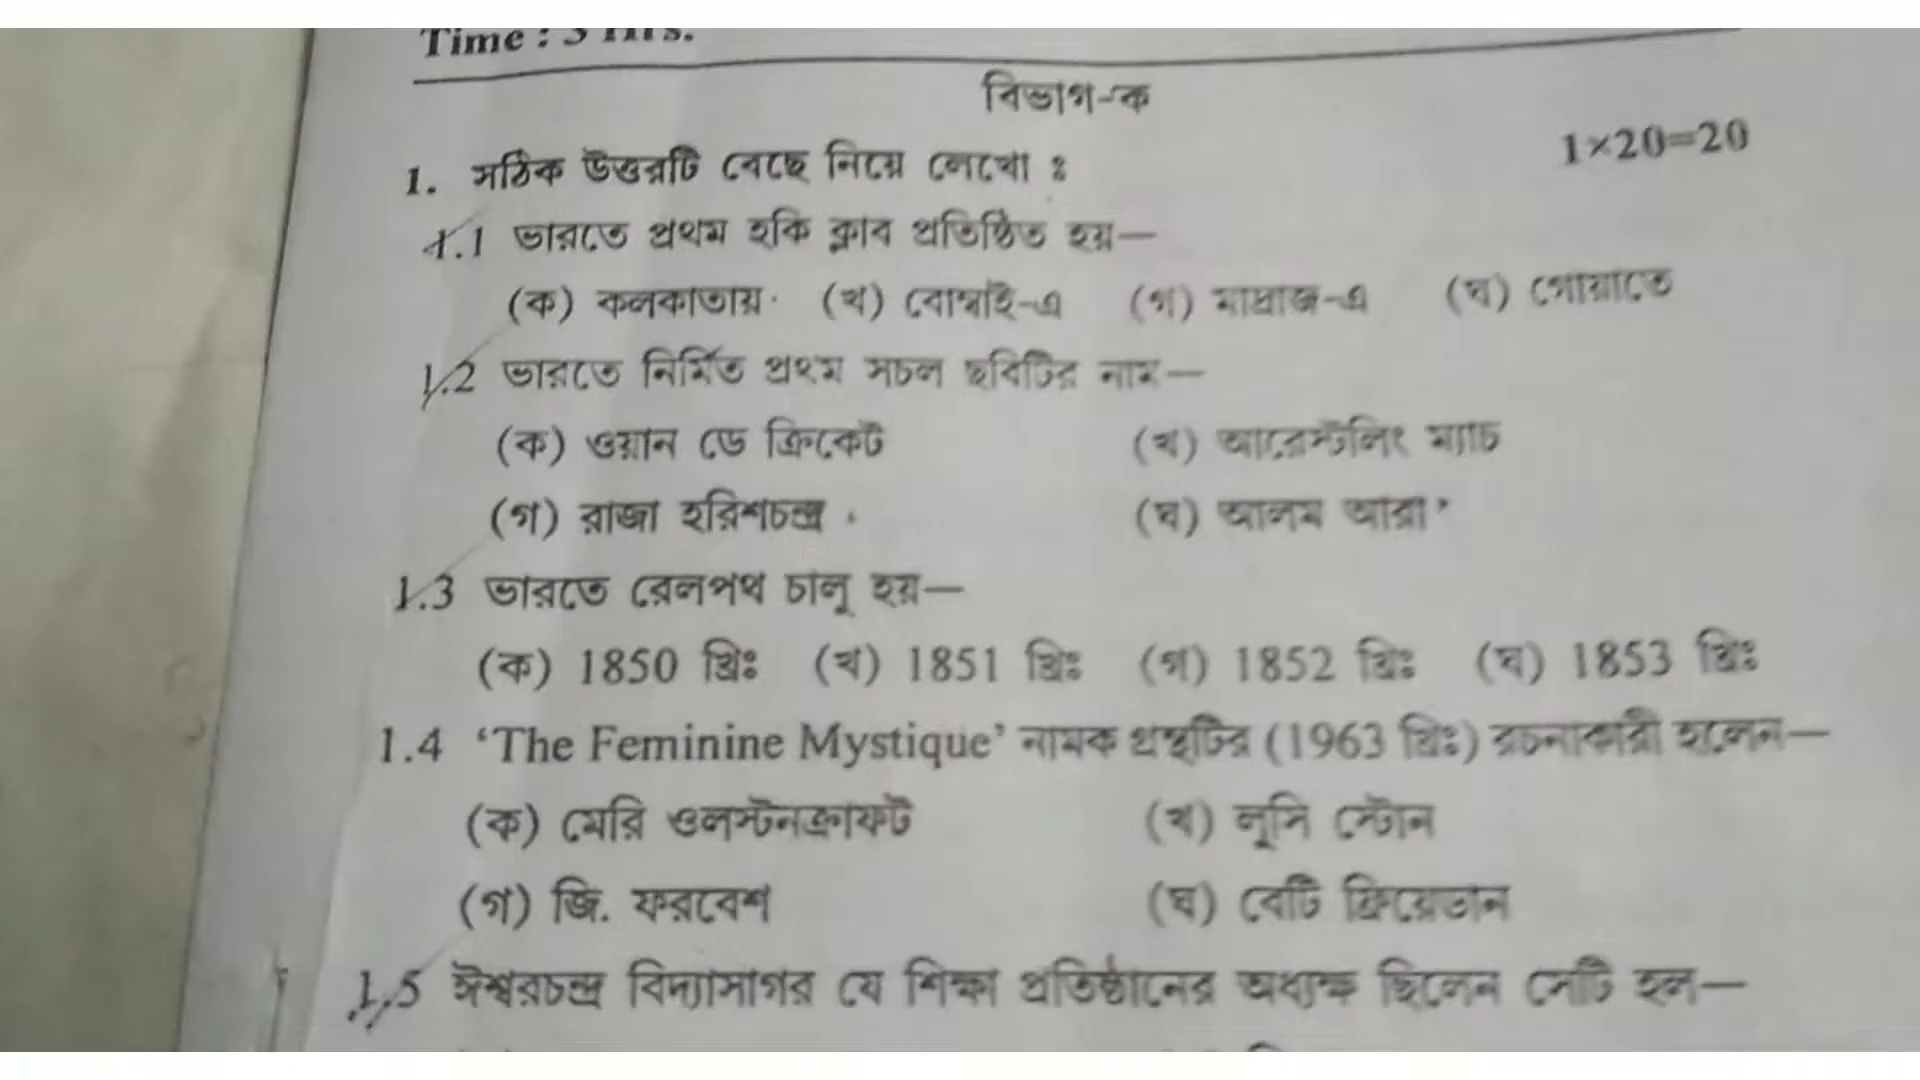 Time : 3 Hrs.
বিভাগ-ক
1×20=20
1. সঠিক উত্তরটি বেছে নিয়ে লেখো ঃ
1.1 ভারতে প্রথম হকি ক্লাব প্রতিষ্ঠিত হয়—
(ক) কলকাতায় (খ) বোম্বাই-এ (গ) মাদ্রাজ-এ (ঘ) গোয়াতে
1.2 ভারতে নির্মিত প্রথম সচল ছবিটির নাম—
(ক) ওয়ান ডে ক্রিকেট (খ) আরেস্টলিং ম্যাচ
(গ) রাজা হরিশচন্দ্র (ঘ) আলম আরা
1.3 ভারতে রেলপথ চালু হয়—
(ক) 1850 খ্রিঃ (খ) 1851 খ্রিঃ (গ) 1852 খ্রিঃ (ঘ) 1853 খ্রিঃ
1.4 ‘The Feminine Mystique’ নামক গ্রন্থটির (1963 খ্রিঃ) রচনাকারী হলেন—
(ক) মেরি ওলস্টনক্রাফট (খ) লুসি স্টোন
(গ) জি. ফরবেশ (ঘ) বেটি ফ্রিয়েডান
1.5 ঈশ্বরচন্দ্র বিদ্যাসাগর যে শিক্ষা প্রতিষ্ঠানের অধ্যক্ষ ছিলেন সেটি হল—